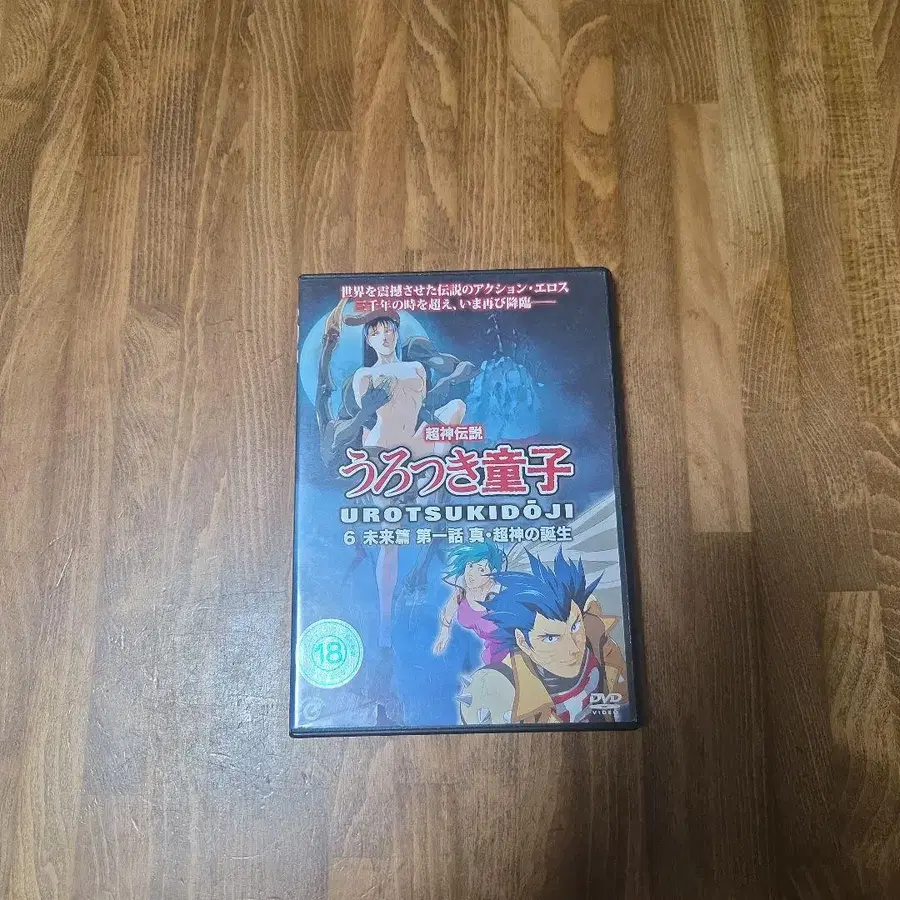 世界を震撼させた伝説のアクション・エロス
三千年の時を超え、いま再び降臨――
超神伝説
うろつき童子
UROTSUKIDŌJI
6 未来篇 第一話 真・超神の誕生
18
DVD
VIDEO